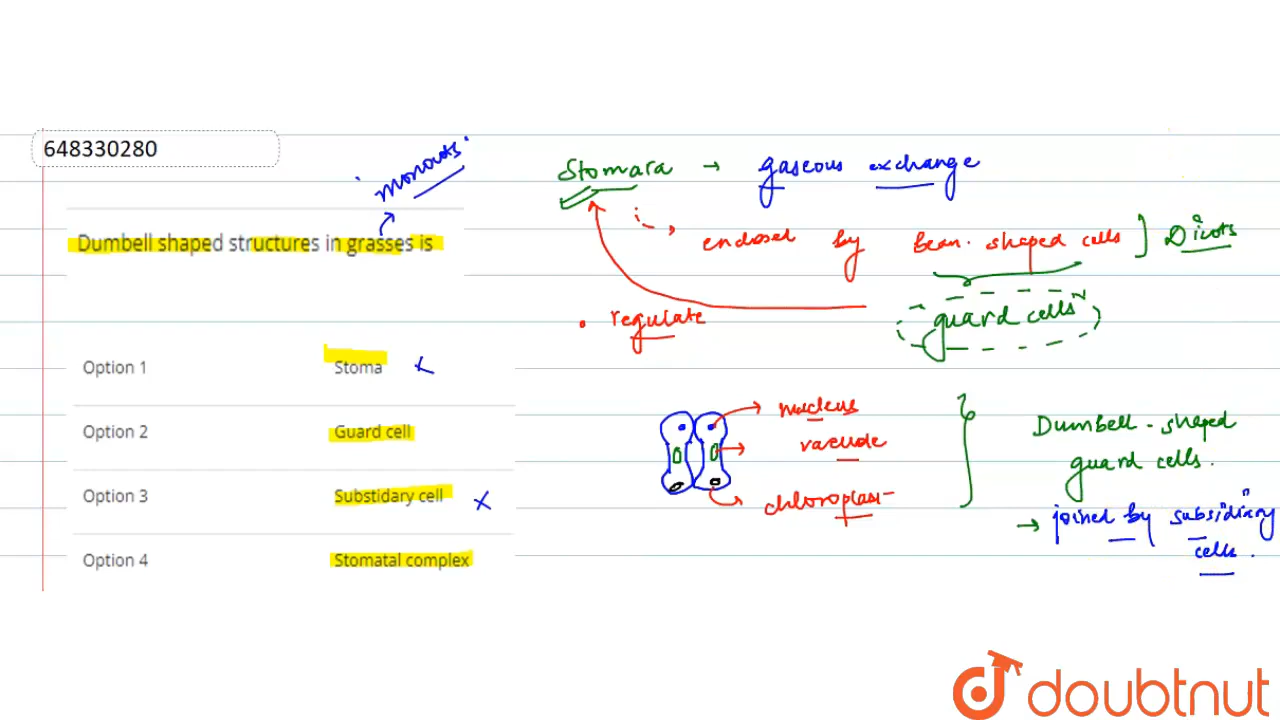 648330280
"monocots"
Dumbell shaped structures in grasses is
Option 1 Stoma x
Option 2 Guard cell
Option 3 Substidary cell x
Option 4 Stomatal complex
Stomara → gaseous exchange
enclosed by bean-shaped cells ] Dicots
guard cells
• regulate
nucleus
vacuole
chloroplast
Dumbell-shaped
guard cells.
→ joined by subsidiary
cells.
doubtnut